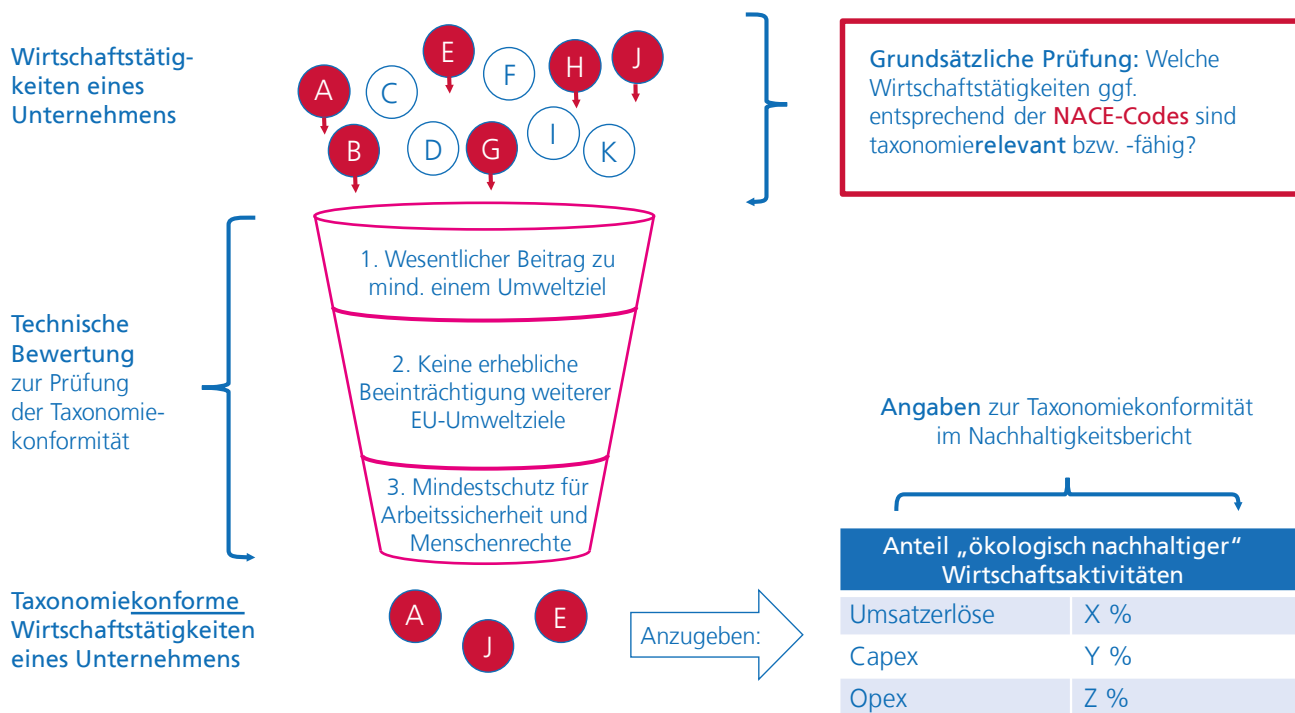 Wirtschaftstätig-
keiten eines
Unternehmens
A
B
C
D
E
F
G
H
I
J
K
Grundsätzliche Prüfung: Welche
Wirtschaftstätigkeiten ggf.
entsprechend der NACE-Codes sind
taxonomierelevant bzw. -fähig?
Technische
Bewertung
zur Prüfung
der Taxonomie-
konformität
1. Wesentlicher Beitrag zu
mind. einem Umweltziel
2. Keine erhebliche
Beeinträchtigung weiterer
EU-Umweltziele
3. Mindestschutz für
Arbeitssicherheit und
Menschenrechte
Taxonomiekonforme
Wirtschaftstätigkeiten
eines Unternehmens
A
J
E
Anzugeben:
Angaben zur Taxonomiekonformität
im Nachhaltigkeitsbericht
Anteil „ökologisch nachhaltiger“
Wirtschaftsaktivitäten
Umsatzerlöse X %
Capex Y %
Opex Z %